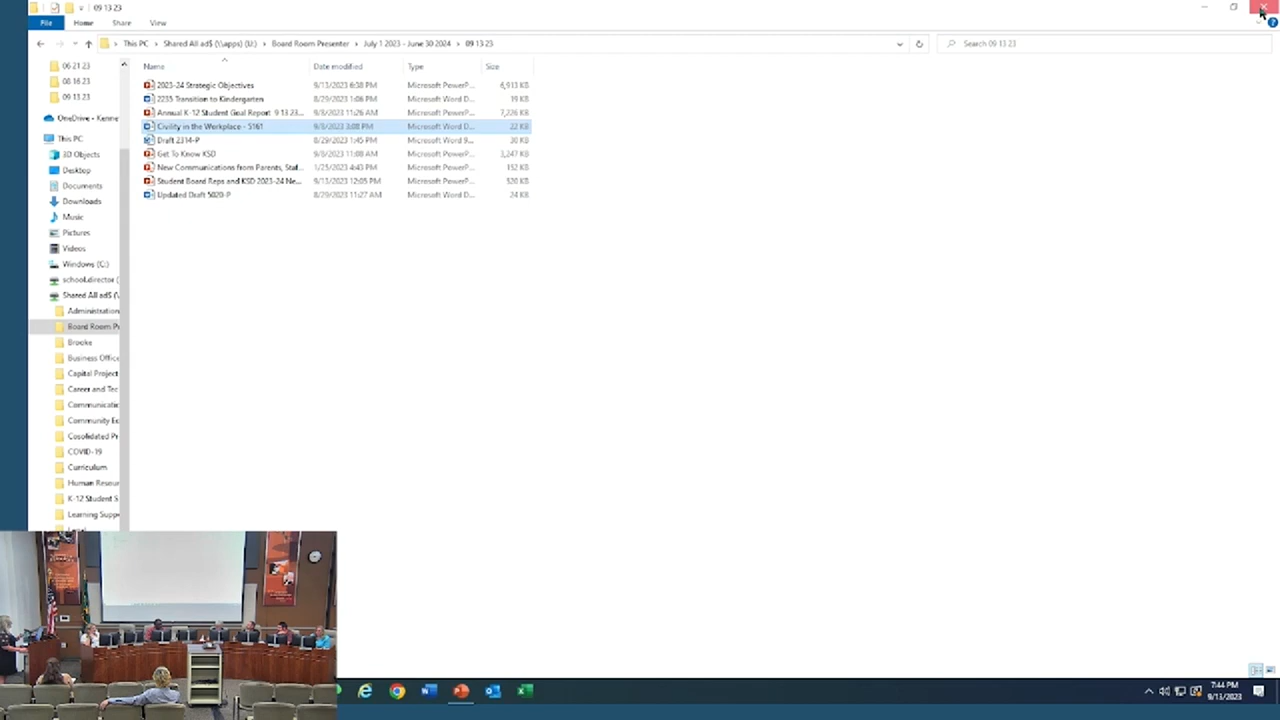 09 13 23
File Home Share View
This PC Shared All ad$ (\\apps) (U:) Board Room Presenter July 1 2023 - June 30 2024 09 13 23 Search 09 13 23
Name Date modified Type Size
2023-24 Strategic Objectives 9/13/2023 6:38 PM Microsoft PowerP... 6,913 KB
2235 Transition to Kindergarten 8/29/2023 1:06 PM Microsoft Word D... 19 KB
Annual K-12 Student Goal Report 9 13 23... 9/8/2023 11:26 AM Microsoft PowerP... 7,226 KB
Civility in the Workplace - 5161 9/8/2023 3:08 PM Microsoft Word D... 22 KB
Draft 2314-P 8/29/2023 1:45 PM Microsoft Word 9... 30 KB
Get To Know KSD 9/8/2023 11:08 AM Microsoft PowerP... 3,247 KB
New Communications from Parents, Staf... 1/25/2023 4:43 PM Microsoft PowerP... 152 KB
Student Board Reps and KSD 2023-24 Ne... 9/13/2023 12:05 PM Microsoft PowerP... 520 KB
Updated Draft 5020-P 8/29/2023 11:27 AM Microsoft Word D... 24 KB
06 21 23
08 16 23
09 13 23
OneDrive - Kenne
This PC
3D Objects
Desktop
Documents
Downloads
Music
Pictures
Videos
Windows (C:)
school.director (
Shared All ad$ (\
Administration
Board Room Pr
Brooke
Business Office
Capital Project
Career and Tec
Communicatio
Community Ed
Cosolidated Pr
COVID-19
Curriculum
Human Resour
K-12 Student S
Learning Suppo
7:44 PM
9/13/2023